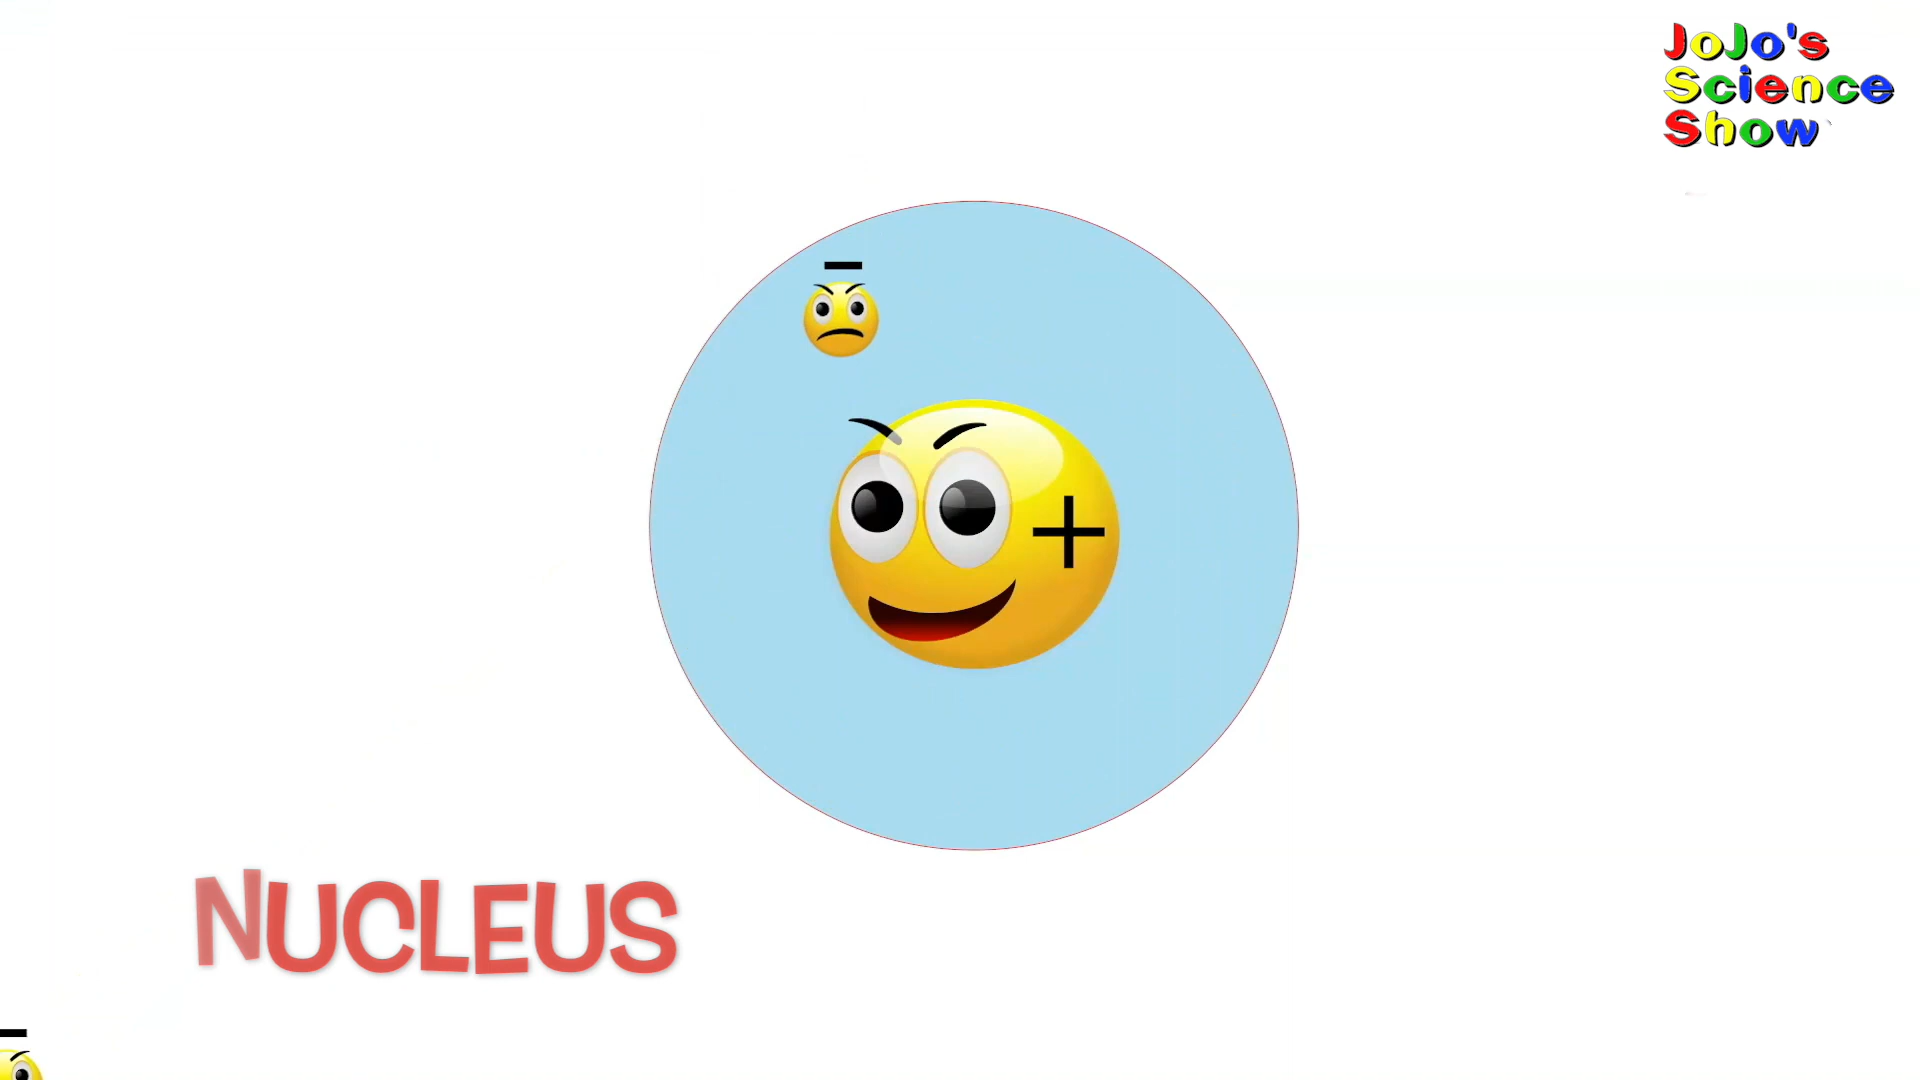 JoJo's
Science
Show
−
+
NUCLEUS
−